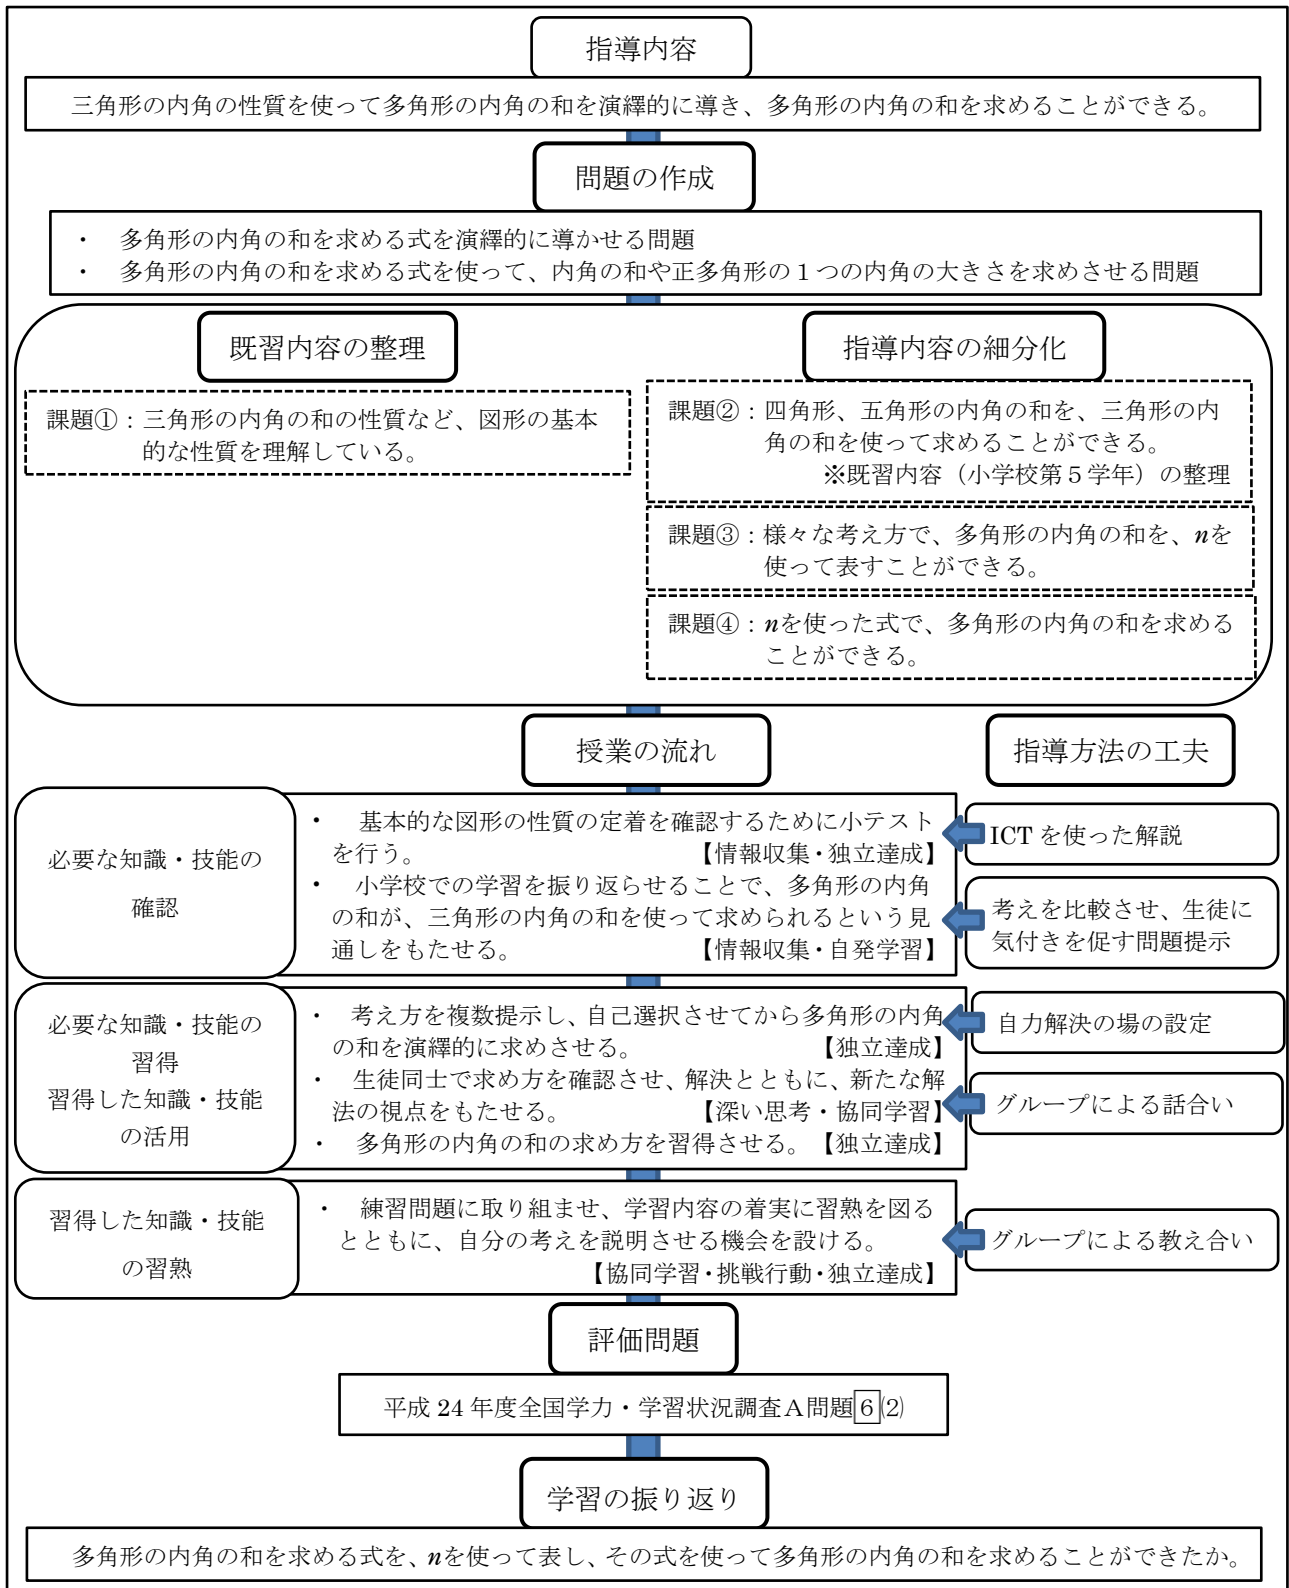 指導内容
三角形の内角の性質を使って多角形の内角の和を演繹的に導き、多角形の内角の和を求めることができる。
問題の作成
・　多角形の内角の和を求める式を演繹的に導かせる問題
・　多角形の内角の和を求める式を使って、内角の和や正多角形の１つの内角の大きさを求めさせる問題
既習内容の整理
課題①：三角形の内角の和の性質など、図形の基本
的な性質を理解している。
指導内容の細分化
課題②：四角形、五角形の内角の和を、三角形の内
角の和を使って求めることができる。
※既習内容（小学校第５学年）の整理
課題③：様々な考え方で、多角形の内角の和を、nを
使って表すことができる。
課題④：nを使った式で、多角形の内角の和を求める
ことができる。
授業の流れ
指導方法の工夫
必要な知識・技能の
確認
・　基本的な図形の性質の定着を確認するために小テスト
を行う。　【情報収集・独立達成】
・　小学校での学習を振り返らせることで、多角形の内角
の和が、三角形の内角の和を使って求められるという見
通しをもたせる。　【情報収集・自発学習】
ICT を使った解説
考えを比較させ、生徒に
気付きを促す問題提示
必要な知識・技能の
習得
習得した知識・技能
の活用
・　考え方を複数提示し、自己選択させてから多角形の内角
の和を演繹的に求めさせる。　【独立達成】
・　生徒同士で求め方を確認させ、解決とともに、新たな解
法の視点をもたせる。　【深い思考・協同学習】
・　多角形の内角の和の求め方を習得させる。【独立達成】
自力解決の場の設定
グループによる話合い
習得した知識・技能
の習熟
・　練習問題に取り組ませ、学習内容の着実に習熟を図る
とともに、自分の考えを説明させる機会を設ける。
【協同学習・挑戦行動・独立達成】
グループによる教え合い
評価問題
平成 24 年度全国学力・学習状況調査Ａ問題6(2)
学習の振り返り
多角形の内角の和を求める式を、nを使って表し、その式を使って多角形の内角の和を求めることができたか。